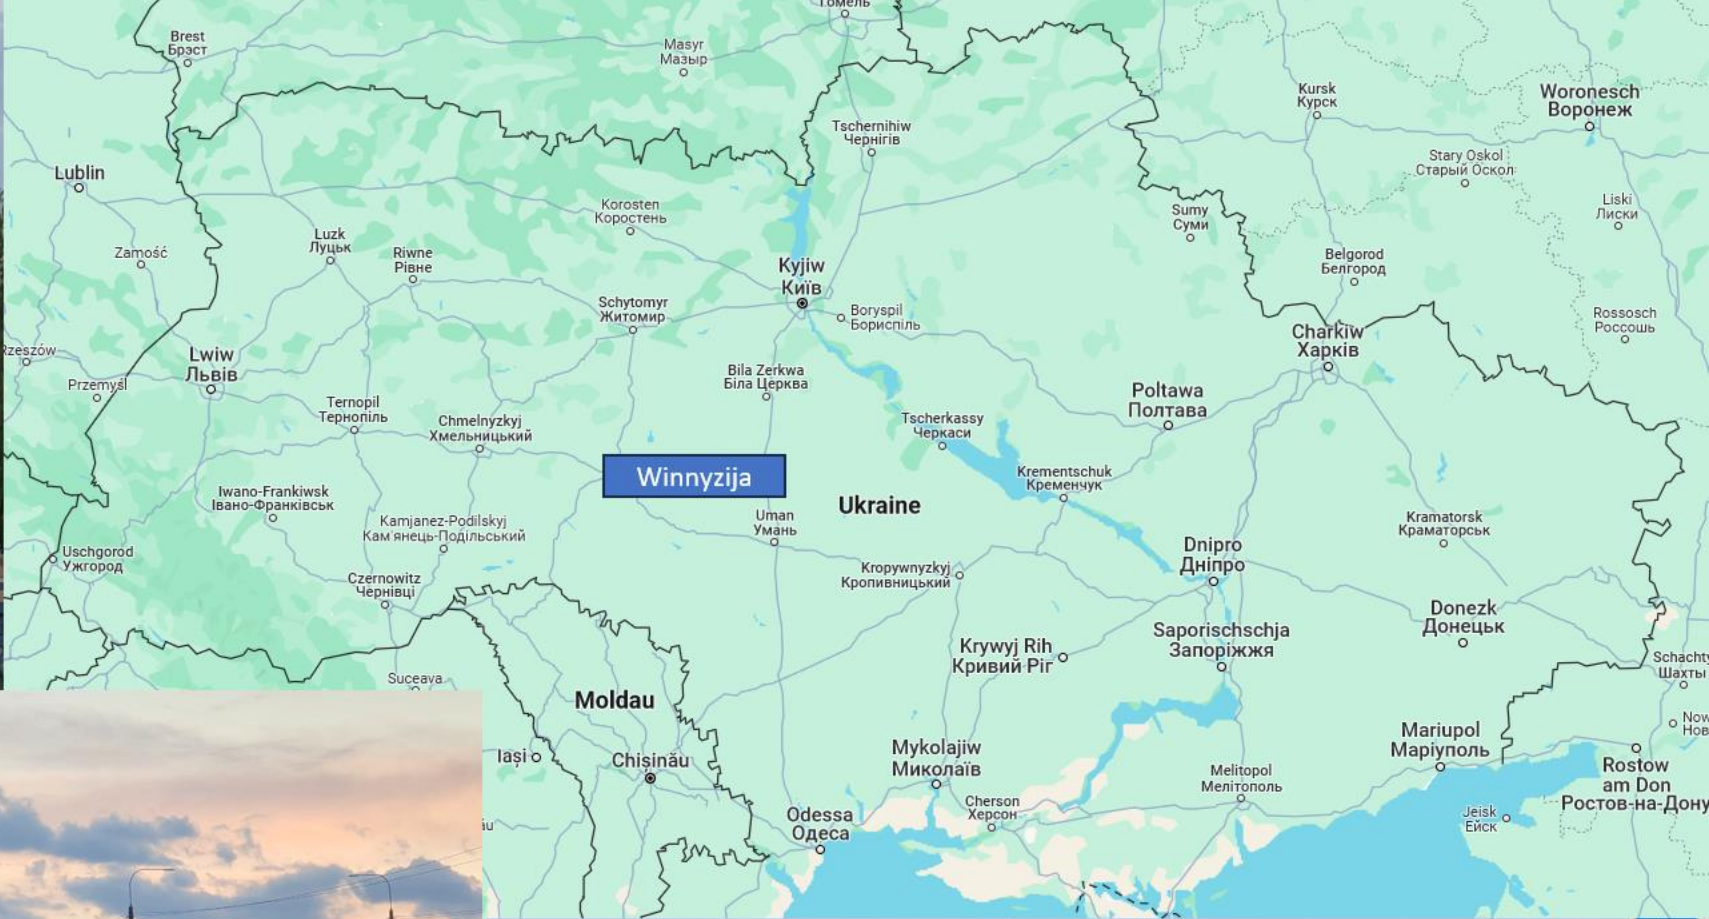 Гомель
Brest
Брэст
Masyr
Мазыр
Kursk
Курск
Woronesch
Воронеж
Tschernihiw
Чернігів
Lublin
Stary Oskol
Старый Оскол
Korosten
Коростень
Sumy
Суми
Liski
Лиски
Luzk
Луцьк
Zamość
Riwne
Рівне
Belgorod
Белгород
Kyjiw
Київ
Schytomyr
Житомир
Boryspil
Бориспіль
Rossosch
Россошь
Charkiw
Харків
Rzeszów
Lwiw
Львів
Przemyśl
Bila Zerkwa
Біла Церква
Poltawa
Полтава
Ternopil
Тернопіль
Chmelnyzkyj
Хмельницький
Tscherkassy
Черкаси
Winnyzija
Krementschuk
Кременчук
Iwano-Frankiwsk
Івано-Франківськ
Ukraine
Uman
Умань
Kamjanez-Podilskyj
Кам'янець-Подільський
Kramatorsk
Краматорськ
Uschgorod
Ужгород
Dnipro
Дніпро
Kropywnyzkyj
Кропивницький
Czernowitz
Чернівці
Donezk
Донецьк
Saporischschja
Запоріжжя
Krywyj Rih
Кривий Ріг
Schachty
Шахты
Suceava
Moldau
Now
Нов
Mariupol
Маріуполь
Iași
Chișinău
Mykolajiw
Миколаїв
Melitopol
Мелітополь
Rostow
am Don
Ростов-на-Дону
Cherson
Херсон
Odessa
Одеса
Jeisk
Ейск
ău